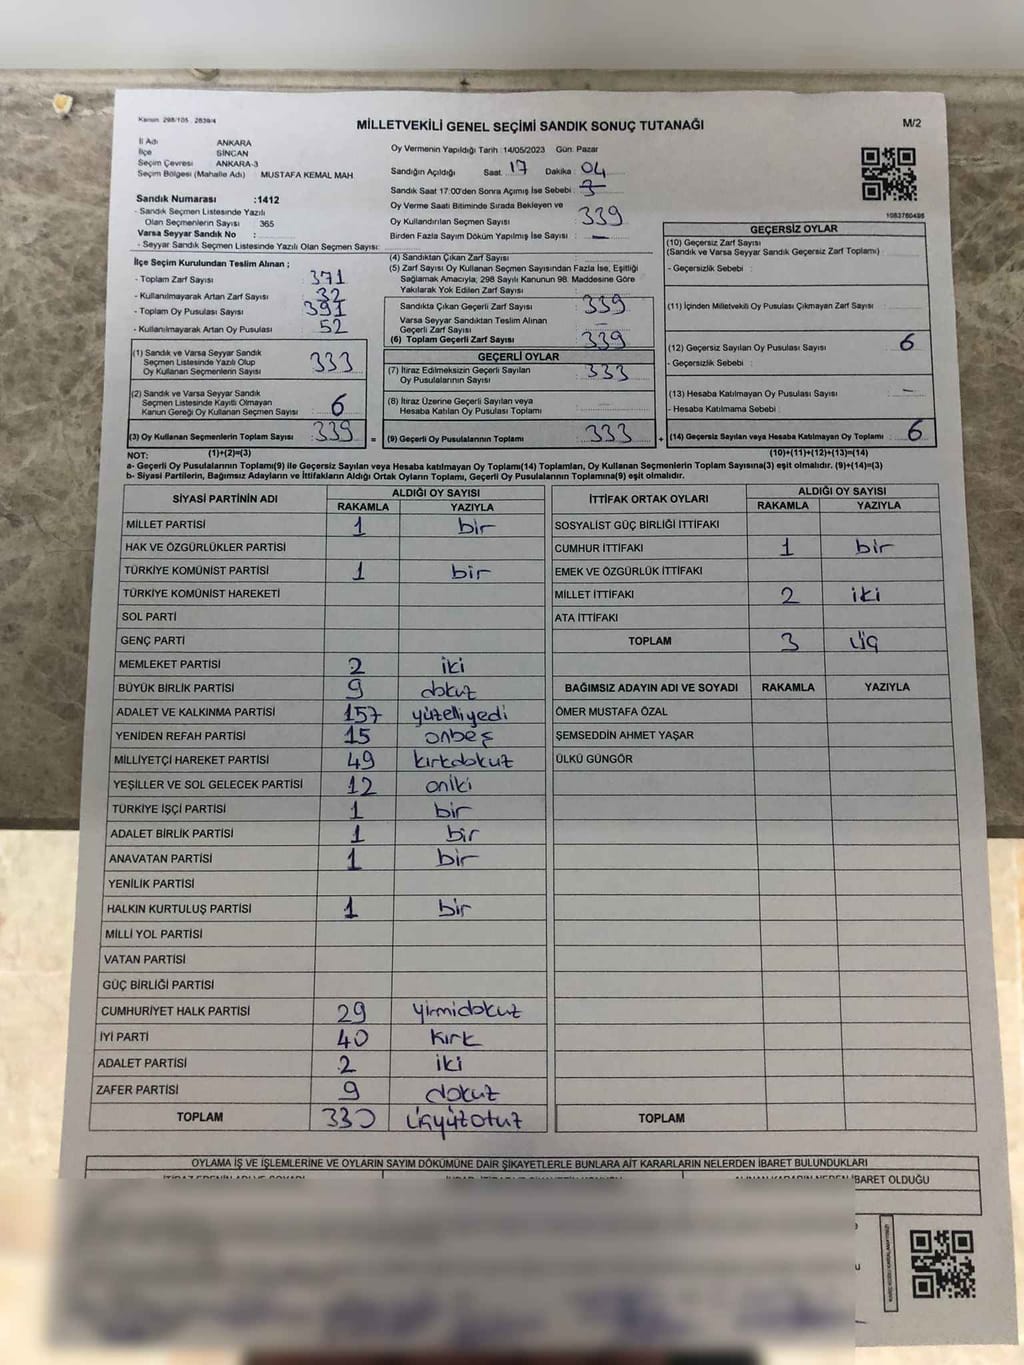 Kanun 298/105 2839/4
MİLLETVEKİLİ GENEL SEÇİMİ SANDIK SONUÇ TUTANAĞI
M/2
İl Adı ANKARA
İlçe SİNCAN
Seçim Çevresi ANKARA-3
Seçim Bölgesi (Mahalle Adı) MUSTAFA KEMAL MAH
Sandık Numarası :1412
- Sandık Seçmen Listesinde Yazılı
Olan Seçmenlerin Sayısı 365
Varsa Seyyar Sandık No :
- Seyyar Sandık Seçmen Listesinde Yazılı Olan Seçmen Sayısı:
Oy Vermenin Yapıldığı Tarih :14/05/2023 Gün: Pazar
Sandığın Açıldığı Saat: 17 Dakika: 04
Sandık Saat 17:00'den Sonra Açımış İse Sebebi :
Oy Verme Saati Bitiminde Sırada Bekleyen ve
Oy Kullandırılan Seçmen Sayısı : 339
Birden Fazla Sayım Döküm Yapılmış İse Sayısı : —
1083760495
İlçe Seçim Kurulundan Teslim Alınan ;
- Toplam Zarf Sayısı : 371
- Kullanılmayarak Artan Zarf Sayısı : 32
- Toplam Oy Pusulası Sayısı : 391
- Kullanılmayarak Artan Oy Pusulası : 52
(1) Sandık ve Varsa Seyyar Sandık
Seçmen Listesinde Yazılı Olup
Oy Kullanan Seçmenlerin Sayısı : 333
(2) Sandık ve Varsa Seyyar Sandık
Seçmen Listesinde Kayıtlı Olmayan
Kanun Gereği Oy Kullanan Seçmen Sayısı : 6
(3) Oy Kullanan Seçmenlerin Toplam Sayısı : 339
(4) Sandıktan Çıkan Zarf Sayısı :
(5) Zarf Sayısı Oy Kullanan Seçmen Sayısından Fazla İse, Eşitliği
Sağlamak Amacıyla, 298 Sayılı Kanunun 98. Maddesine Göre
Yakılarak Yok Edilen Zarf Sayısı :
Sandıkta Çıkan Geçerli Zarf Sayısı : 339
Varsa Seyyar Sandıktan Teslim Alınan
Geçerli Zarf Sayısı : —
(6) Toplam Geçerli Zarf Sayısı : 339
GEÇERLİ OYLAR
(7) İtiraz Edilmeksizin Geçerli Sayılan
Oy Pusulalarının Sayısı : 333
(8) İtiraz Üzerine Geçerli Sayılan veya
Hesaba Katılan Oy Pusulası Toplamı :
= (9) Geçerli Oy Pusulalarının Toplamı : 333
GEÇERSİZ OYLAR
(10) Geçersiz Zarf Sayısı
(Sandık ve Varsa Seyyar Sandık Geçersiz Zarf Toplamı) :
- Geçersizlik Sebebi :
(11) İçinden Milletvekili Oy Pusulası Çıkmayan Zarf Sayısı :
(12) Geçersiz Sayılan Oy Pusulası Sayısı : 6
- Geçersizlik Sebebi :
(13) Hesaba Katılmayan Oy Pusulası Sayısı : —
- Hesaba Katılmama Sebebi :
+ (14) Geçersiz Sayılan veya Hesaba Katılmayan Oy Toplamı : 6
NOT: (1)+(2)=(3) (10)+(11)+(12)+(13)=(14)
a- Geçerli Oy Pusulalarının Toplamı(9) ile Geçersiz Sayılan veya Hesaba katılmayan Oy Toplamı(14) Toplamları, Oy Kullanan Seçmenlerin Toplam Sayısına(3) eşit olmalıdır. (9)+(14)=(3)
b- Siyasi Partilerin, Bağımsız Adayların ve İttifakların Aldığı Ortak Oyların Toplamı, Geçerli Oy Pusulalarının Toplamına(9) eşit olmalıdır.
SİYASİ PARTİNİN ADI ALDIĞI OY SAYISI
RAKAMLA YAZIYLA
MİLLET PARTİSİ 1 bir
HAK VE ÖZGÜRLÜKLER PARTİSİ
TÜRKİYE KOMÜNİST PARTİSİ 1 bir
TÜRKİYE KOMÜNİST HAREKETİ
SOL PARTİ
GENÇ PARTİ
MEMLEKET PARTİSİ 2 iki
BÜYÜK BİRLİK PARTİSİ 9 dokuz
ADALET VE KALKINMA PARTİSİ 157 yüzelliyedi
YENİDEN REFAH PARTİSİ 15 onbeş
MİLLİYETÇİ HAREKET PARTİSİ 49 kırkdokuz
YEŞİLLER VE SOL GELECEK PARTİSİ 12 oniki
TÜRKİYE İŞÇİ PARTİSİ 1 bir
ADALET BİRLİK PARTİSİ 1 bir
ANAVATAN PARTİSİ 1 bir
YENİLİK PARTİSİ
HALKIN KURTULUŞ PARTİSİ 1 bir
MİLLİ YOL PARTİSİ
VATAN PARTİSİ
GÜÇ BİRLİĞİ PARTİSİ
CUMHURİYET HALK PARTİSİ 29 yirmidokuz
İYİ PARTİ 40 kırk
ADALET PARTİSİ 2 iki
ZAFER PARTİSİ 9 dokuz
TOPLAM 330 üçyüzotuz
İTTİFAK ORTAK OYLARI ALDIĞI OY SAYISI
RAKAMLA YAZIYLA
SOSYALİST GÜÇ BİRLİĞİ İTTİFAKI
CUMHUR İTTİFAKI 1 bir
EMEK VE ÖZGÜRLÜK İTTİFAKI
MİLLET İTTİFAKI 2 iki
ATA İTTİFAKI
TOPLAM 3 üç
BAĞIMSIZ ADAYIN ADI VE SOYADI RAKAMLA YAZIYLA
ÖMER MUSTAFA ÖZAL
ŞEMSEDDİN AHMET YAŞAR
ÜLKÜ GÜNGÖR
TOPLAM
OYLAMA İŞ VE İŞLEMLERİNE VE OYLARIN SAYIM DÖKÜMÜNE DAİR ŞİKAYETLERLE BUNLARA AİT KARARLARIN NELERDEN İBARET BULUNDUKLARI
İBARET OLDUĞU